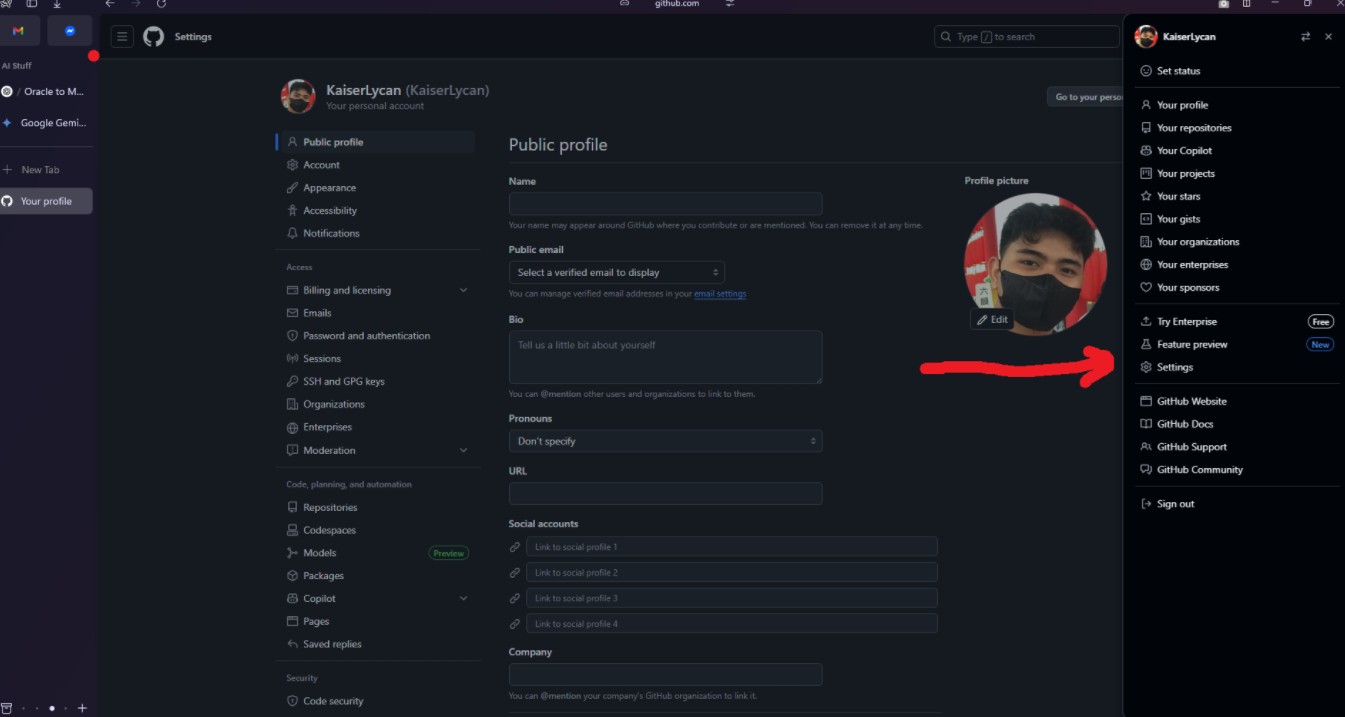 github.com
AI Stuff
/ Oracle to M...
Google Gemi...
New Tab
Your profile
Settings
Type / to search
KaiserLycan (KaiserLycan)
Your personal account
Go to your perso
Public profile
Account
Appearance
Accessibility
Notifications
Access
Billing and licensing
Emails
Password and authentication
Sessions
SSH and GPG keys
Organizations
Enterprises
Moderation
Code, planning, and automation
Repositories
Codespaces
Models Preview
Packages
Copilot
Pages
Saved replies
Security
Code security
Public profile
Name
Your name may appear around GitHub where you contribute or are mentioned. You can remove it at any time.
Public email
Select a verified email to display
You can manage verified email addresses in your email settings
Bio
Tell us a little bit about yourself
You can @mention other users and organizations to link to them.
Pronouns
Don't specify
URL
Social accounts
Link to social profile 1
Link to social profile 2
Link to social profile 3
Link to social profile 4
Company
You can @mention your company's GitHub organization to link it.
Profile picture
Edit
KaiserLycan
Set status
Your profile
Your repositories
Your Copilot
Your projects
Your stars
Your gists
Your organizations
Your enterprises
Your sponsors
Try Enterprise Free
Feature preview New
Settings
GitHub Website
GitHub Docs
GitHub Support
GitHub Community
Sign out